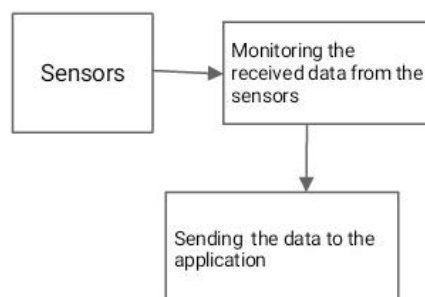 Sensors
Monitoring the
received data from the
sensors
Sending the data to the
application